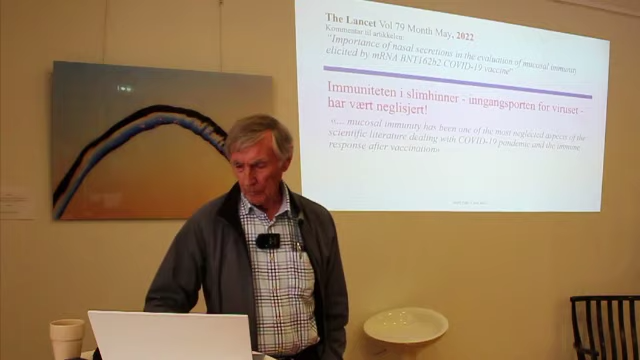 The Lancet Vol 79 Month May, 2022
Kommentar til artikkelen:
"Importance of nasal secretions in the evaluation of mucosal immunity
elicited by mRNA BNT162b2 COVID-19 vaccine"
Immuniteten i slimhinner - inngangsporten for viruset -
har vært neglisjert!
«... mucosal immunity has been one of the most neglected aspects of the
scientific literature dealing with COVID-19 pandemic and the immune
response after vaccination»